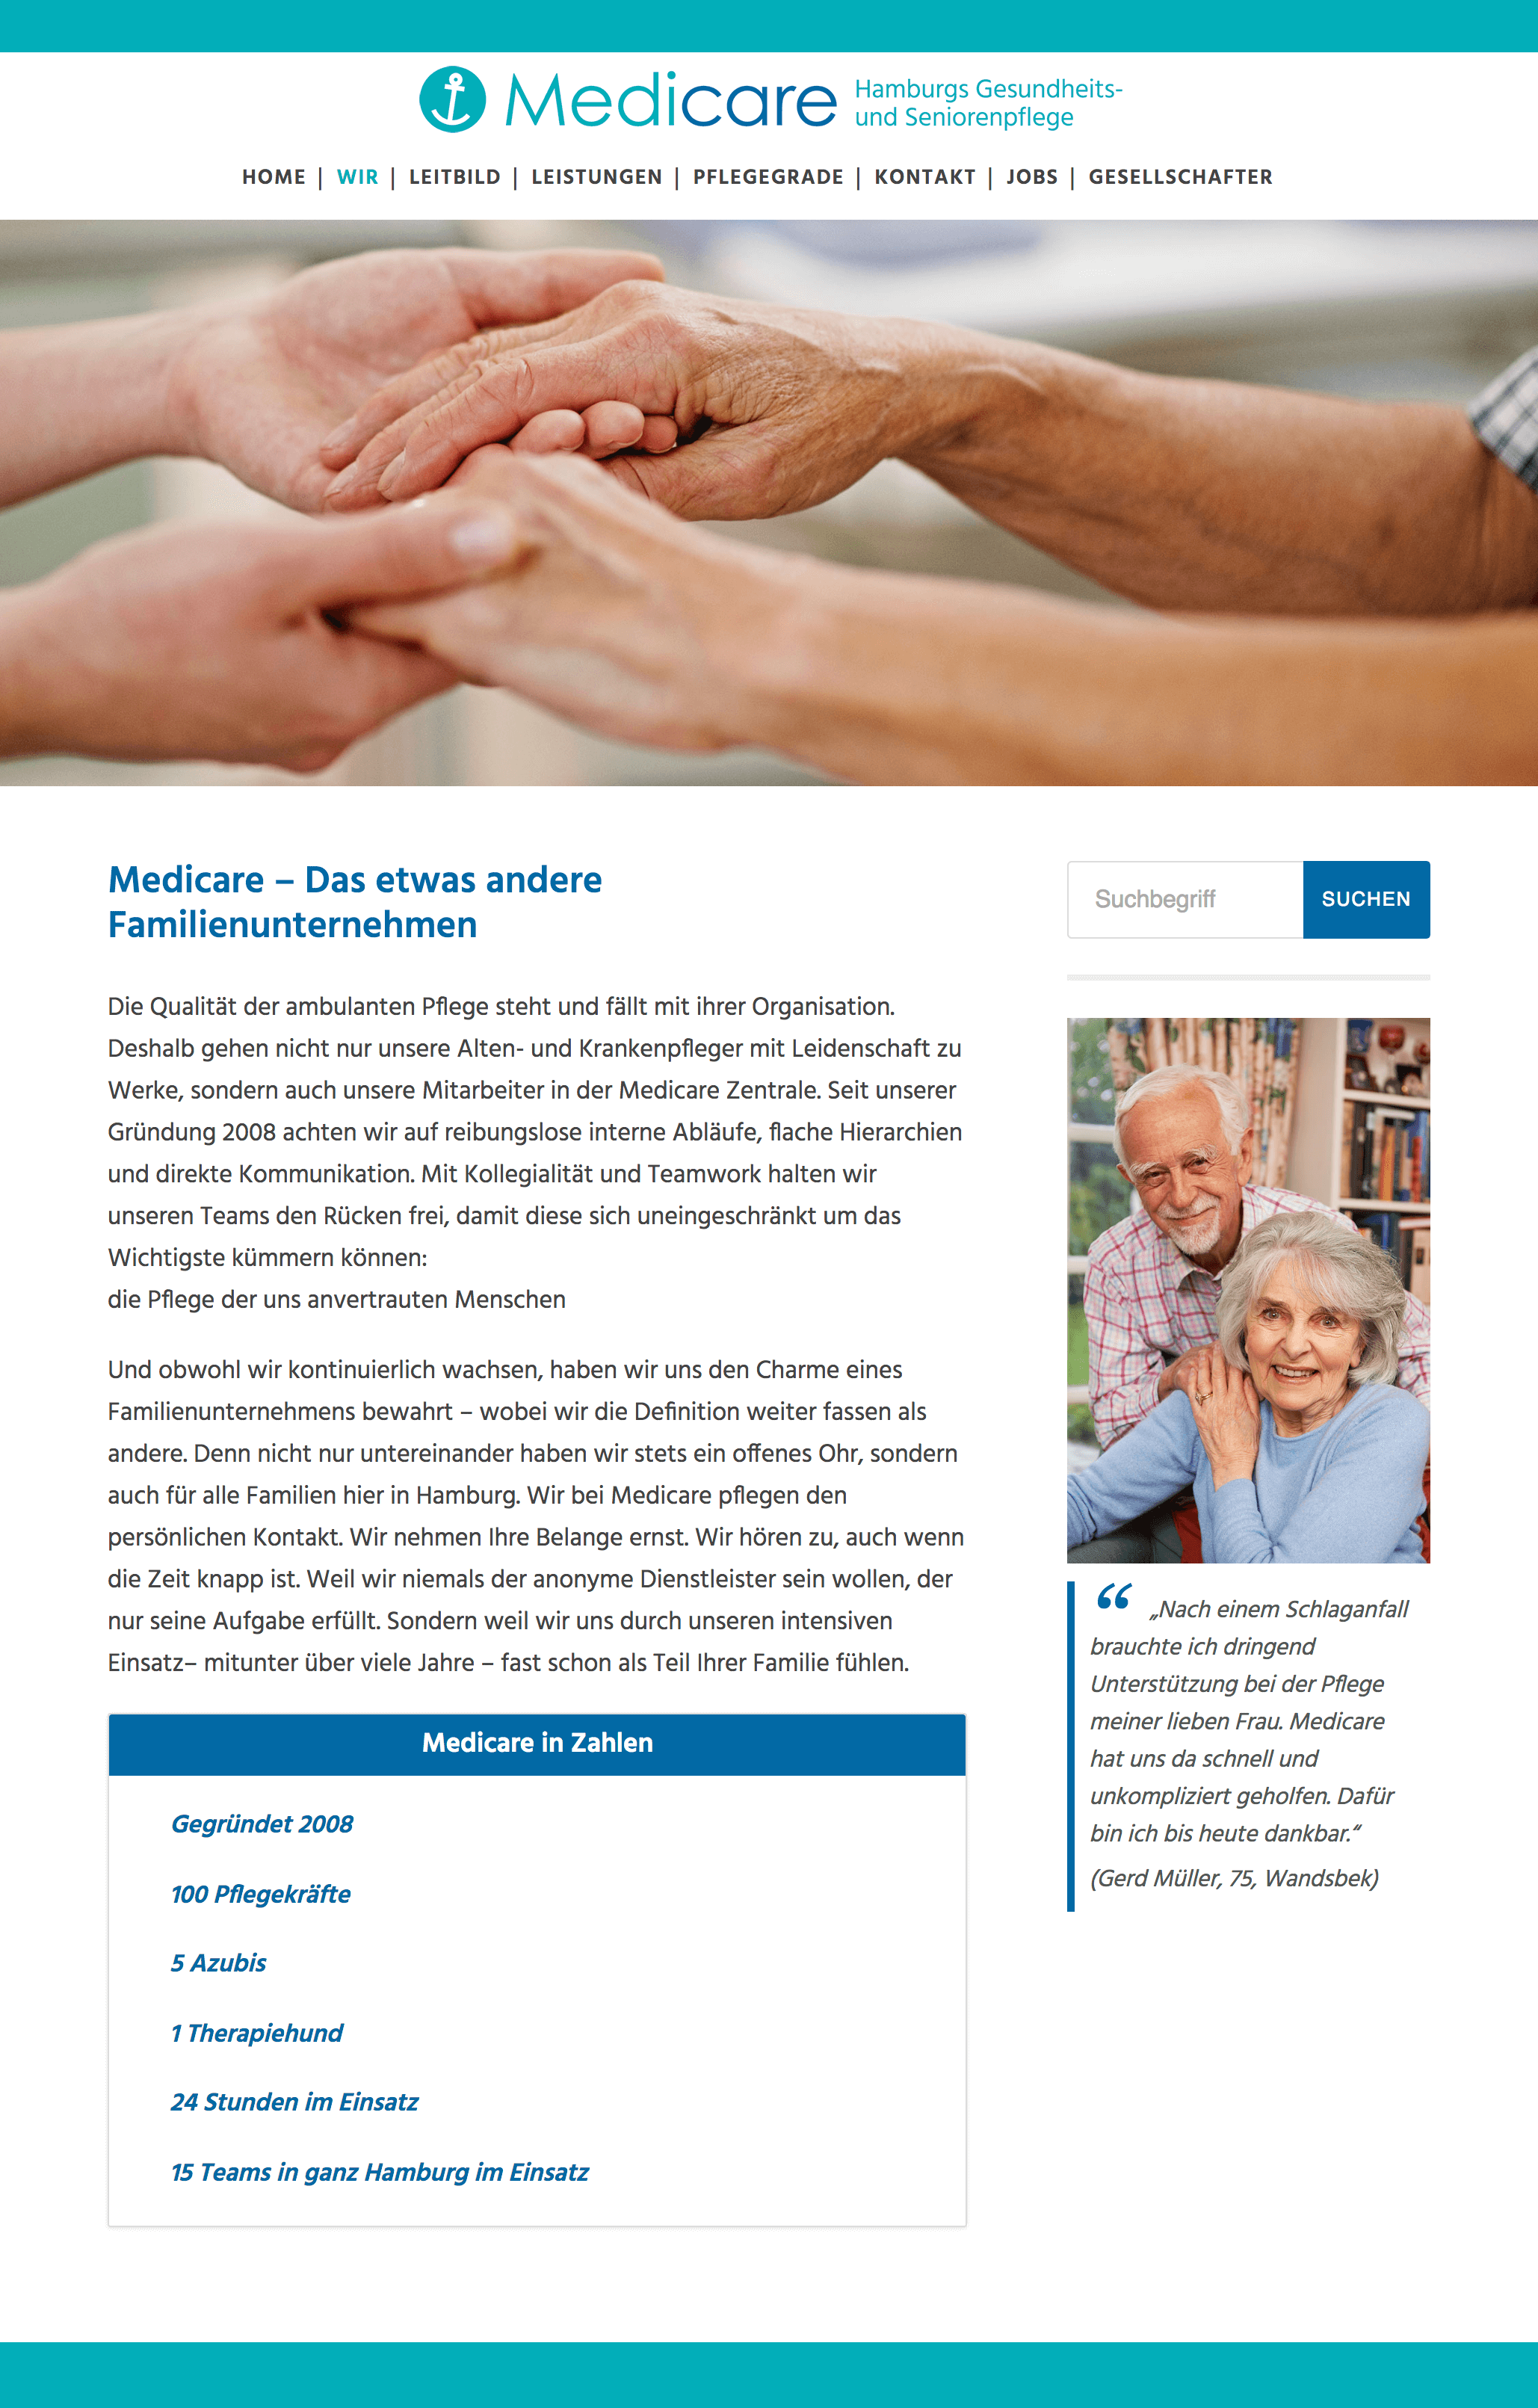 Medicare
Hamburgs Gesundheits-
und Seniorenpflege
HOME | WIR | LEITBILD | LEISTUNGEN | PFLEGEGRADE | KONTAKT | JOBS | GESELLSCHAFTER
Medicare – Das etwas andere
Familienunternehmen
Die Qualität der ambulanten Pflege steht und fällt mit ihrer Organisation.
Deshalb gehen nicht nur unsere Alten- und Krankenpfleger mit Leidenschaft zu
Werke, sondern auch unsere Mitarbeiter in der Medicare Zentrale. Seit unserer
Gründung 2008 achten wir auf reibungslose interne Abläufe, flache Hierarchien
und direkte Kommunikation. Mit Kollegialität und Teamwork halten wir
unseren Teams den Rücken frei, damit diese sich uneingeschränkt um das
Wichtigste kümmern können:
die Pflege der uns anvertrauten Menschen
Und obwohl wir kontinuierlich wachsen, haben wir uns den Charme eines
Familienunternehmens bewahrt – wobei wir die Definition weiter fassen als
andere. Denn nicht nur untereinander haben wir stets ein offenes Ohr, sondern
auch für alle Familien hier in Hamburg. Wir bei Medicare pflegen den
persönlichen Kontakt. Wir nehmen Ihre Belange ernst. Wir hören zu, auch wenn
die Zeit knapp ist. Weil wir niemals der anonyme Dienstleister sein wollen, der
nur seine Aufgabe erfüllt. Sondern weil wir uns durch unseren intensiven
Einsatz– mitunter über viele Jahre – fast schon als Teil Ihrer Familie fühlen.
Medicare in Zahlen
Gegründet 2008
100 Pflegekräfte
5 Azubis
1 Therapiehund
24 Stunden im Einsatz
15 Teams in ganz Hamburg im Einsatz
Suchbegriff
SUCHEN
“ „Nach einem Schlaganfall
brauchte ich dringend
Unterstützung bei der Pflege
meiner lieben Frau. Medicare
hat uns da schnell und
unkompliziert geholfen. Dafür
bin ich bis heute dankbar.“
(Gerd Müller, 75, Wandsbek)